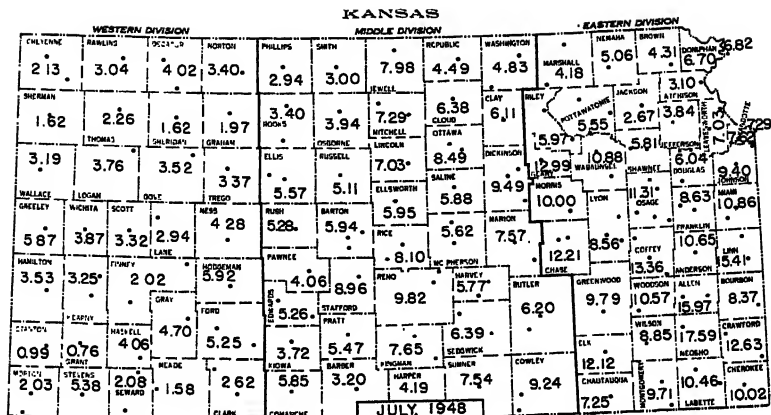 KANSAS
WESTERN DIVISION MIDDLE DIVISION EASTERN DIVISION
CHEYENNE RAWLINS DECATUR NORTON PHILLIPS SMITH JEWELL REPUBLIC WASHINGTON MARSHALL NEMAHA BROWN DONIPHAN
2.13 3.04 4.02 3.40 2.94 3.00 7.98 4.49 4.83 4.18 5.06 4.31 6.70 6.82
SHERMAN THOMAS SHERIDAN GRAHAM ROOKS OSBORNE MITCHELL CLOUD CLAY RILEY POTTAWATOMIE JACKSON ATCHISON
1.62 2.26 1.62 1.97 3.40 3.94 7.29 6.38 6.11 5.97 5.55 2.67 3.10
JEFFERSON LEAVENWORTH
3.84 7.03
WALLACE LOGAN GOVE TREGO ELLIS RUSSELL LINCOLN OTTAWA
3.19 3.76 3.52 3.37 5.57 5.11 7.03 8.49
ELLSWORTH SALINE DICKINSON GEARY WABAUNSEE SHAWNEE DOUGLAS JOHNSON
5.95 5.88 9.49 12.99 10.88 5.81 6.04 9.40
GREELEY WICHITA SCOTT LANE NESS RUSH BARTON RICE MC PHERSON MARION MORRIS LYON OSAGE FRANKLIN MIAMI
5.87 3.87 3.32 2.94 4.28 5.28 5.94 8.10 5.62 7.57 10.00 8.56 11.31 8.63 10.86
HAMILTON KEARNY FINNEY HODGEMAN PAWNEE STAFFORD RENO HARVEY BUTLER CHASE COFFEY ANDERSON LINN
3.53 3.25 2.02 5.92 4.06 8.96 9.82 5.77 6.20 12.21 13.36 10.65 15.41
GRAY FORD EDWARDS PRATT SEDGWICK GREENWOOD WOODSON ALLEN BOURBON
4.70 5.25 5.26 5.47 6.39 9.79 10.57 15.97 8.37
STANTON GRANT HASKELL KIOWA KINGMAN ELK WILSON NEOSHO CRAWFORD
0.99 0.76 4.06 3.72 7.65 12.12 8.85 17.59 12.63
MORTON STEVENS SEWARD MEADE CLARK COMANCHE BARBER HARPER SUMNER COWLEY CHAUTAUQUA MONTGOMERY LABETTE CHEROKEE
2.03 5.38 2.08 1.58 2.62 5.85 3.20 4.19 7.54 9.24 7.25 9.71 10.46 10.02
JULY, 1948